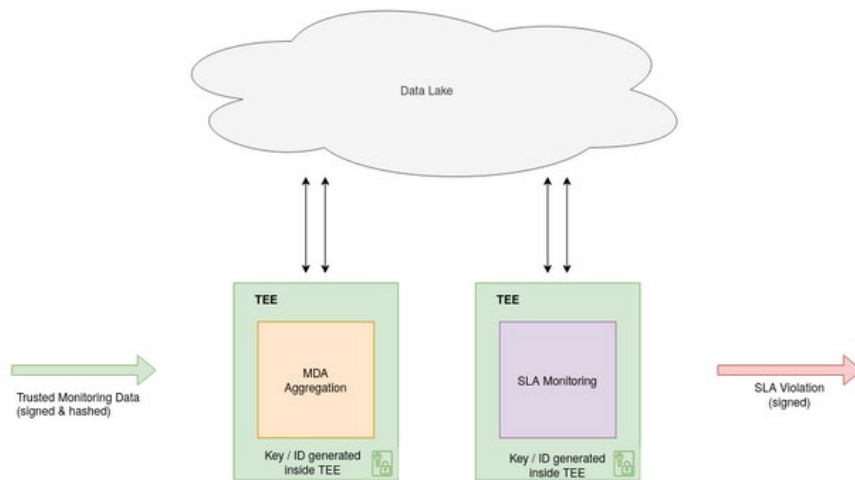 Data Lake
TEE
MDA
Aggregation
Key / ID generated
inside TEE
TEE
SLA Monitoring
Key / ID generated
inside TEE
Trusted Monitoring Data
(signed & hashed)
SLA Violation
(signed)